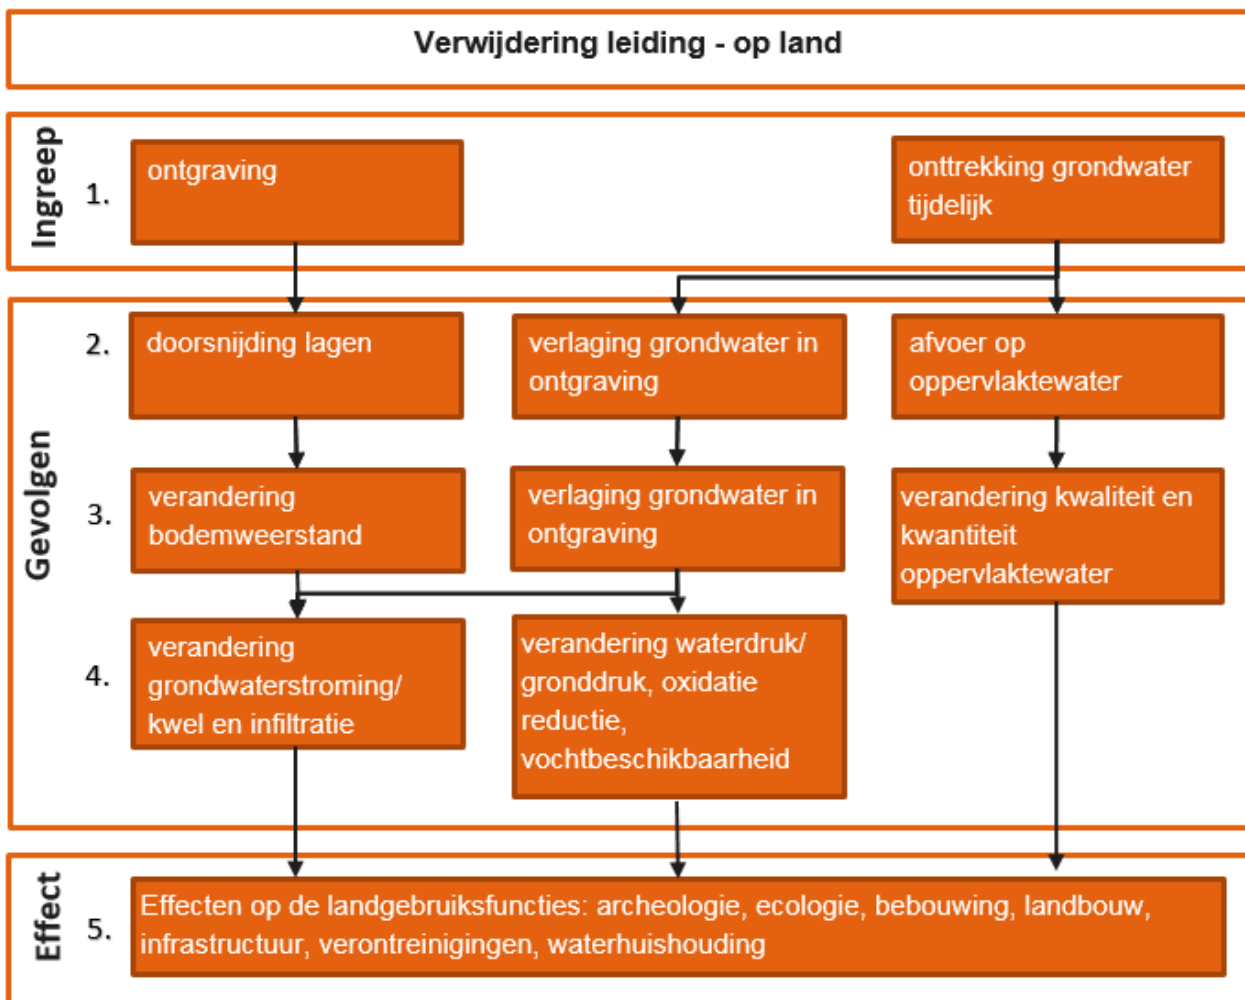 Verwijdering leiding - op land
Ingreep
1.
ontgraving
onttrekking grondwater
tijdelijk
Gevolgen
2.
doorsnijding lagen
verlaging grondwater in
ontgraving
afvoer op
oppervlaktewater
3.
verandering
bodemweerstand
verlaging grondwater in
ontgraving
verandering kwaliteit en
kwantiteit
oppervlaktewater
4.
verandering
grondwaterstroming/
kwel en infiltratie
verandering waterdruk/
gronddruk, oxidatie
reductie,
vochtbeschikbaarheid
Effect
5.
Effecten op de landgebruiksfuncties: archeologie, ecologie, bebouwing, landbouw,
infrastructuur, verontreinigingen, waterhuishouding